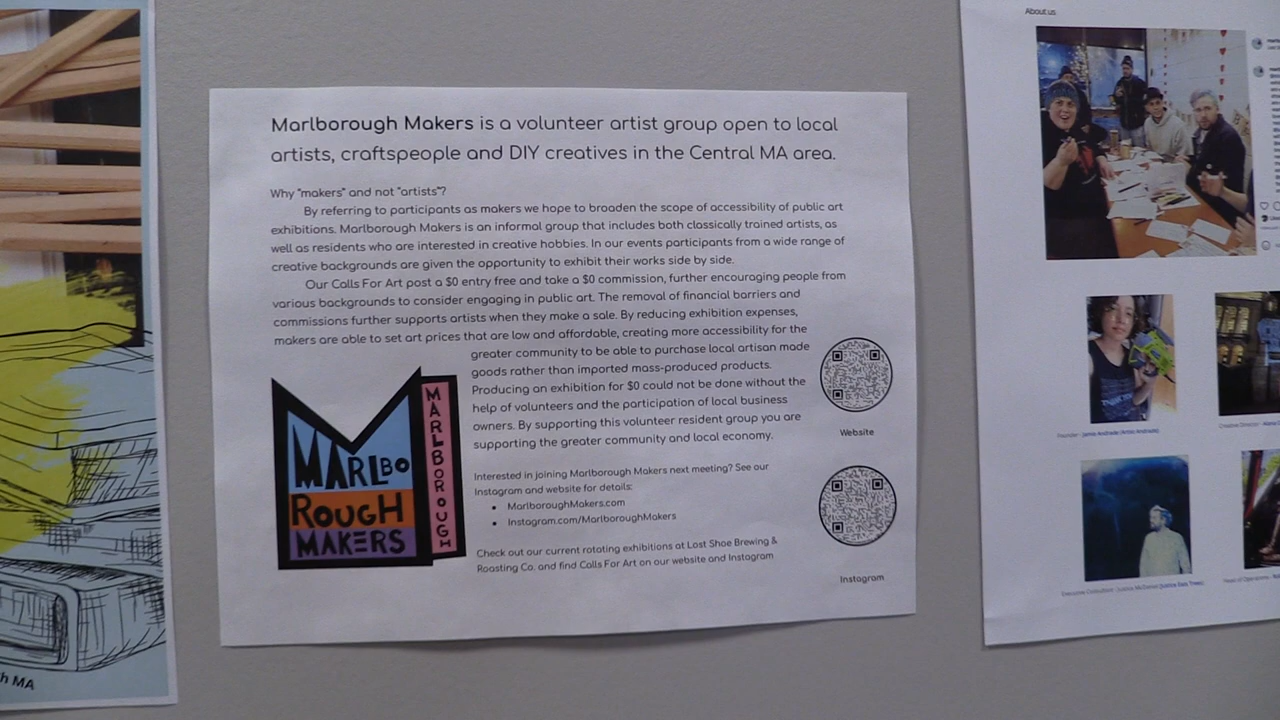 Marlborough Makers is a volunteer artist group open to local
artists, craftspeople and DIY creatives in the Central MA area.
Why "makers" and not "artists"?
By referring to participants as makers we hope to broaden the scope of accessibility of public art
exhibitions. Marlborough Makers is an informal group that includes both classically trained artists, as
well as residents who are interested in creative hobbies. In our events participants from a wide range of
creative backgrounds are given the opportunity to exhibit their works side by side.
Our Calls For Art post a $0 entry free and take a $0 commission, further encouraging people from
various backgrounds to consider engaging in public art. The removal of financial barriers and
commissions further supports artists when they make a sale. By reducing exhibition expenses,
makers are able to set art prices that are low and affordable, creating more accessibility for the
greater community to be able to purchase local artisan made
goods rather than imported mass-produced products.
Producing an exhibition for $0 could not be done without the
help of volunteers and the participation of local business
owners. By supporting this volunteer resident group you are
supporting the greater community and local economy.
Interested in joining Marlborough Makers next meeting? See our
Instagram and website for details:
• MarlboroughMakers.com
• Instagram.com/MarlboroughMakers
Check out our current rotating exhibitions at Lost Shoe Brewing &
Roasting Co. and find Calls For Art on our website and Instagram
MARLBO
ROUGH
MAKERS
MARLBOROUGH
Website
Instagram
h MA
About us
Founder - Jamie Andrade
Creative Director -
Executive Consultant
Head of Operations -